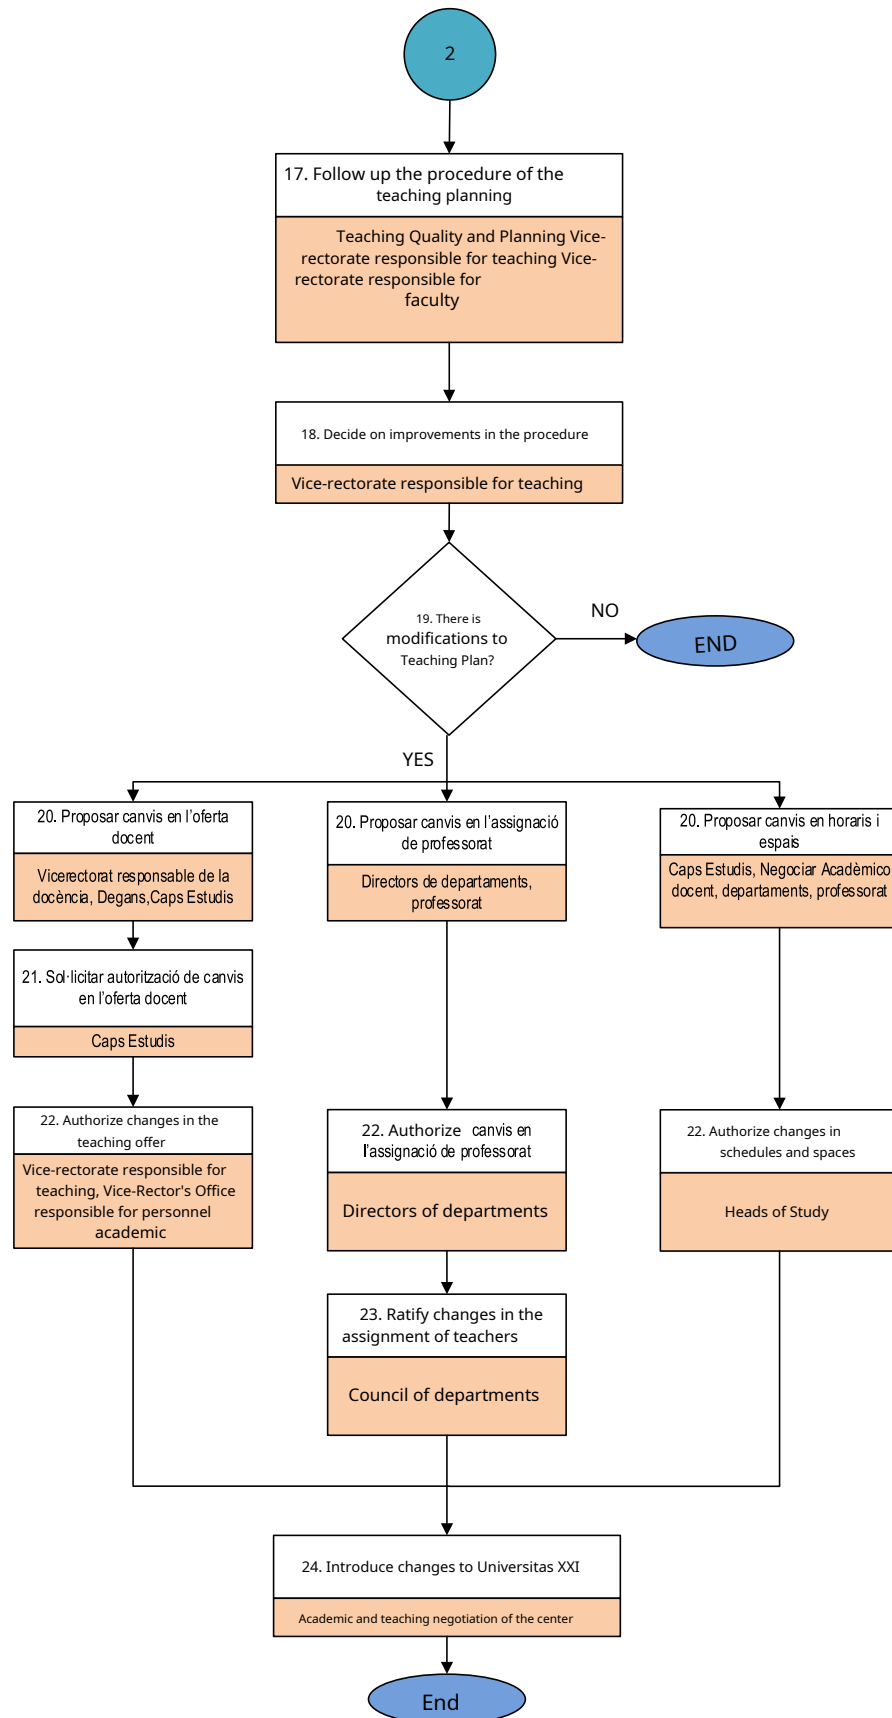 2
17. Follow up the procedure of the
teaching planning
Teaching Quality and Planning Vice-
rectorate responsible for teaching Vice-
rectorate responsible for
faculty
18. Decide on improvements in the procedure
Vice-rectorate responsible for teaching
19. There is
modifications to
Teaching Plan?
NO
END
YES
20. Proposar canvis en l'oferta
docent
Vicerectorat responsable de la
docència, Degans,Caps Estudis
20. Proposar canvis en l'assignació
de professorat
Directors de departaments,
professorat
20. Proposar canvis en horaris i
espais
Caps Estudis, Negociar Acadèmico
docent, departaments, professorat
21. Sol·licitar autorització de canvis
en l'oferta docent
Caps Estudis
22. Authorize changes in the
teaching offer
Vice-rectorate responsible for
teaching, Vice-Rector's Office
responsible for personnel
academic
22. Authorize canvis en
l'assignació de professorat
Directors of departments
22. Authorize changes in
schedules and spaces
Heads of Study
23. Ratify changes in the
assignment of teachers
Council of departments
24. Introduce changes to Universitas XXI
Academic and teaching negotiation of the center
End